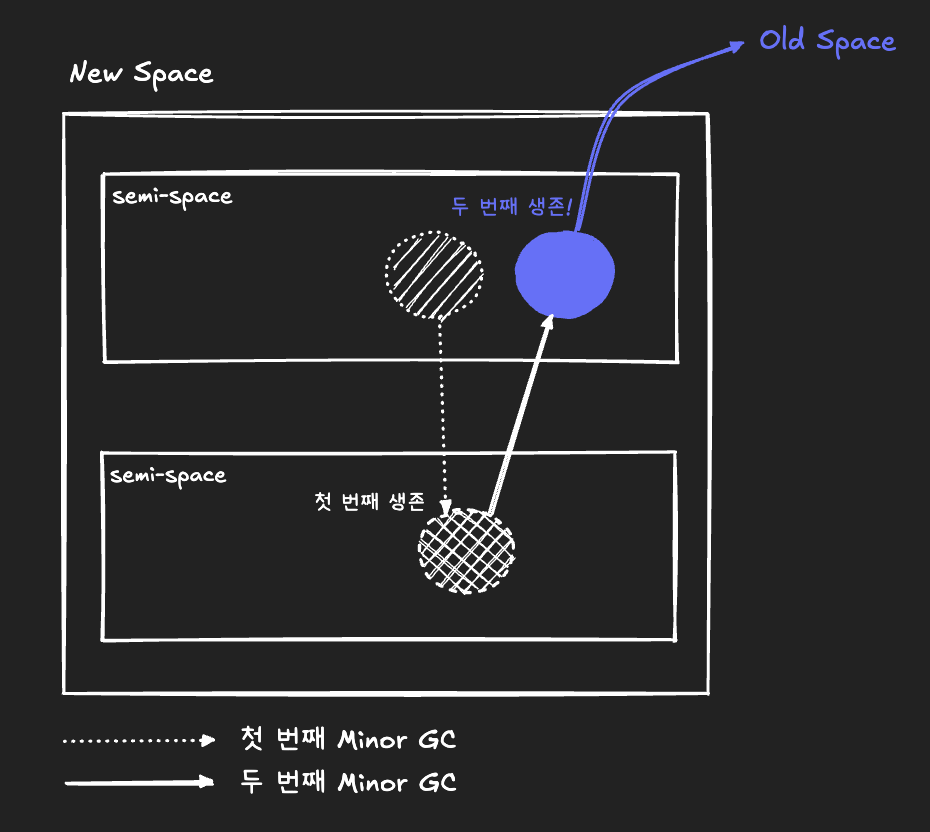 Old Space
New Space
semi-space
두 번째 생존!
semi-space
첫 번째 생존
첫 번째 Minor GC
두 번째 Minor GC